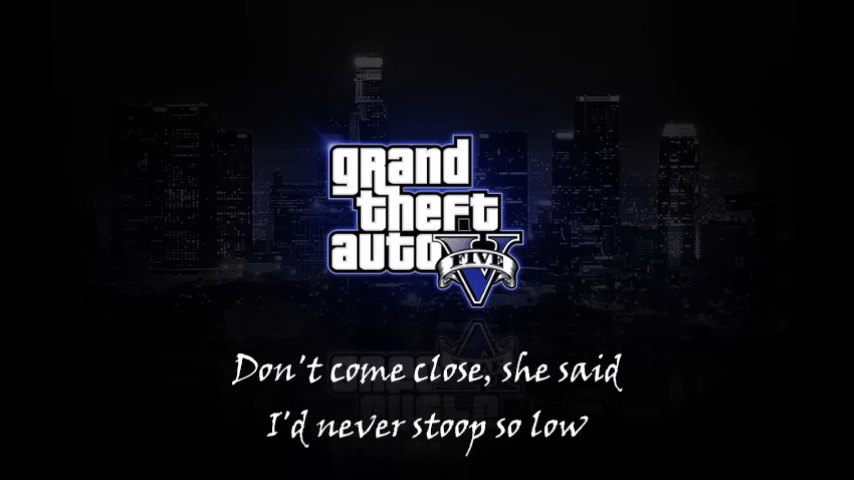 grand
theft
auto V
FIVE
Don't come close, she said
I'd never stoop so low